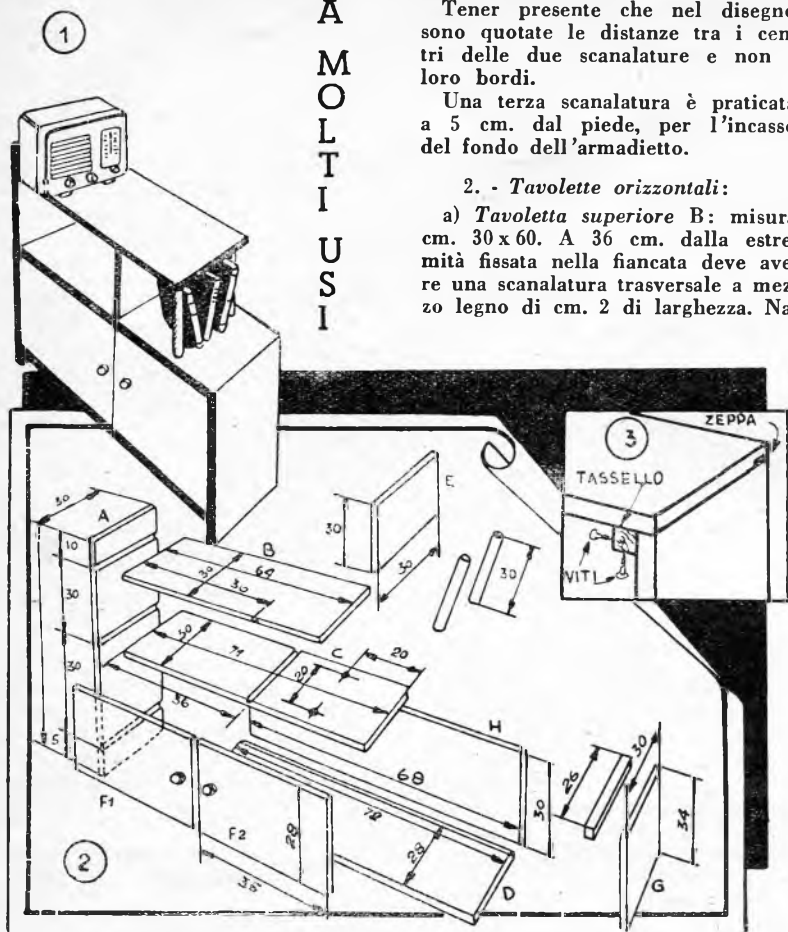 1
A
MOLTI
USI
Tener presente che nel disegno
sono quotate le distanze tra i cen
tri delle due scanalature e non
loro bordi.
Una terza scanalatura è praticata
a 5 cm. dal piede, per l'incasso
del fondo dell'armadietto.
2. - Tavolette orizzontali:
a) Tavoletta superiore B: misura
cm. 30 x 60. A 36 cm. dalla estre
mità fissata nella fiancata deve ave
re una scanalatura trasversale a mez
zo legno di cm. 2 di larghezza. Na
3
ZEPPA
TASSELLO
VITI
30
A
10
30
30
5
B
64
30
30
E
30
30
30
71
30
C
20
20
36
H
68
30
26
30
34
G
F1
F2
28
35
72
28
D
2